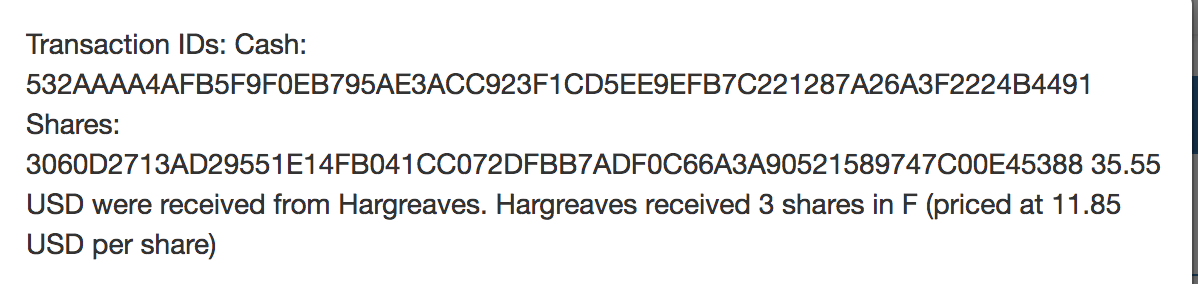 Transaction IDs: Cash:
532AAAA4AFB5F9F0EB795AE3ACC923F1CD5EE9EFB7C221287A26A3F2224B4491
Shares:
3060D2713AD29551E14FB041CC072DFBB7ADF0C66A3A90521589747C00E45388 35.55
USD were received from Hargreaves. Hargreaves received 3 shares in F (priced at 11.85
USD per share)